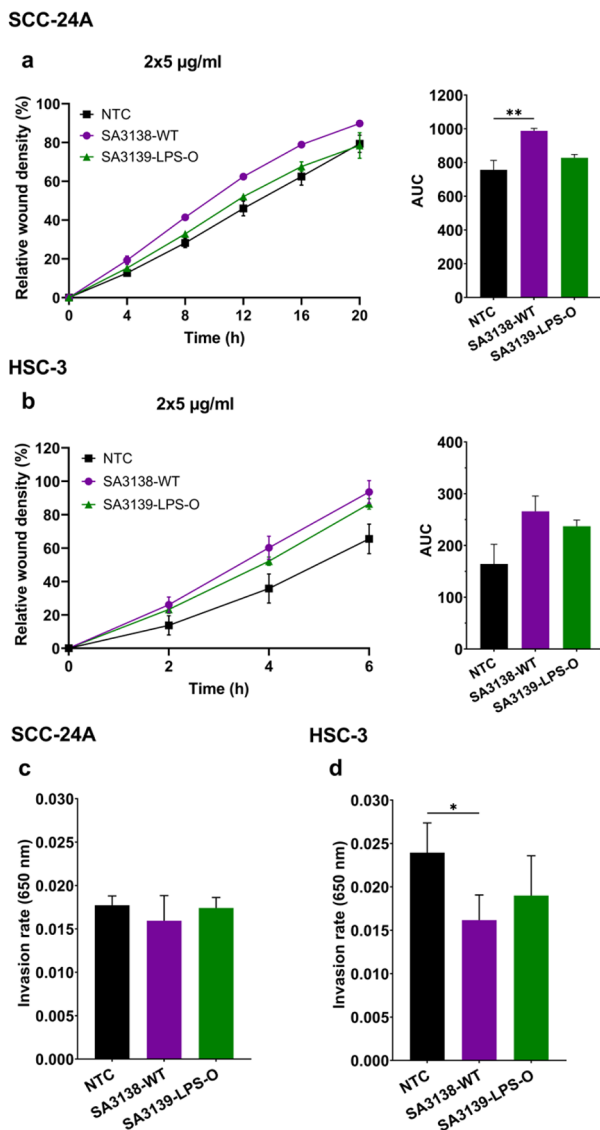 SCC-24A
a
2x5 µg/ml
Relative wound density (%)
100
80
60
40
20
0
NTC
SA3138-WT
SA3139-LPS-O
0 4 8 12 16 20
Time (h)
AUC
1200
1000
800
600
400
200
0
**
NTC
SA3138-WT
SA3139-LPS-O
HSC-3
b
2x5 µg/ml
Relative wound density (%)
120
100
80
60
40
20
0
NTC
SA3138-WT
SA3139-LPS-O
0 2 4 6
Time (h)
AUC
400
300
200
100
0
NTC
SA3138-WT
SA3139-LPS-O
SCC-24A
c
Invasion rate (650 nm)
0.030
0.025
0.020
0.015
0.010
0.005
0.000
NTC
SA3138-WT
SA3139-LPS-O
HSC-3
d
Invasion rate (650 nm)
0.030
0.025
0.020
0.015
0.010
0.005
0.000
*
NTC
SA3138-WT
SA3139-LPS-O